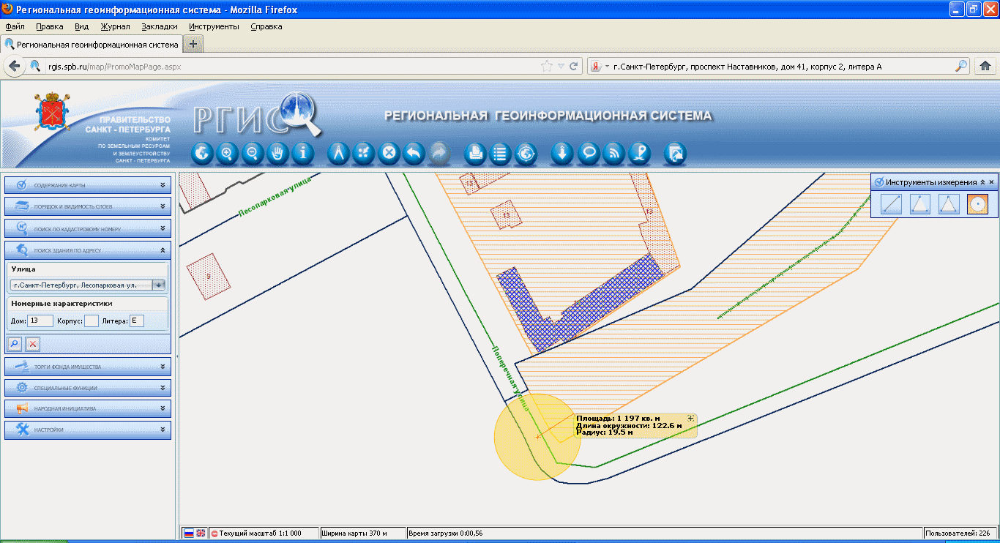 Региональная геоинформационная система - Mozilla Firefox
Файл Правка Вид Журнал Закладки Инструменты Справка
Региональная геоинформационная система
rgis.spb.ru/map/PromoMapPage.aspx
Я г.Санкт-Петербург, проспект Наставников, дом 41, корпус 2, литера А
ПРАВИТЕЛЬСТВО
САНКТ - ПЕТЕРБУРГА
КОМИТЕТ
ПО ЗЕМЕЛЬНЫМ РЕСУРСАМ
И ЗЕМЛЕУСТРОЙСТВУ
САНКТ - ПЕТЕРБУРГА
РГИС
РЕГИОНАЛЬНАЯ ГЕОИНФОРМАЦИОННАЯ СИСТЕМА
СОДЕРЖАНИЕ КАРТЫ
ПОРЯДОК И ВИДИМОСТЬ СЛОЕВ
ПОИСК ПО КАДАСТРОВОМУ НОМЕРУ
ПОИСК ЗДАНИЯ ПО АДРЕСУ
Улица
г.Санкт-Петербург, Лесопарковая ул.
Номерные характеристики
Дом: 13 Корпус: Литера: Е
ТОРГИ ФОНДА ИМУЩЕСТВА
СПЕЦИАЛЬНЫЕ ФУНКЦИИ
НАРОДНАЯ ИНИЦИАТИВА
НАСТРОЙКИ
Инструменты измерения
Лесопарковая улица
13
13
13
9
Поперечная улица
Площадь: 1 197 кв. м
Длина окружности: 122.6 м
Радиус: 19.5 м
Текущий масштаб 1:1 000
Ширина карты 370 м
Время загрузки 0:00,56
Пользователей: 226